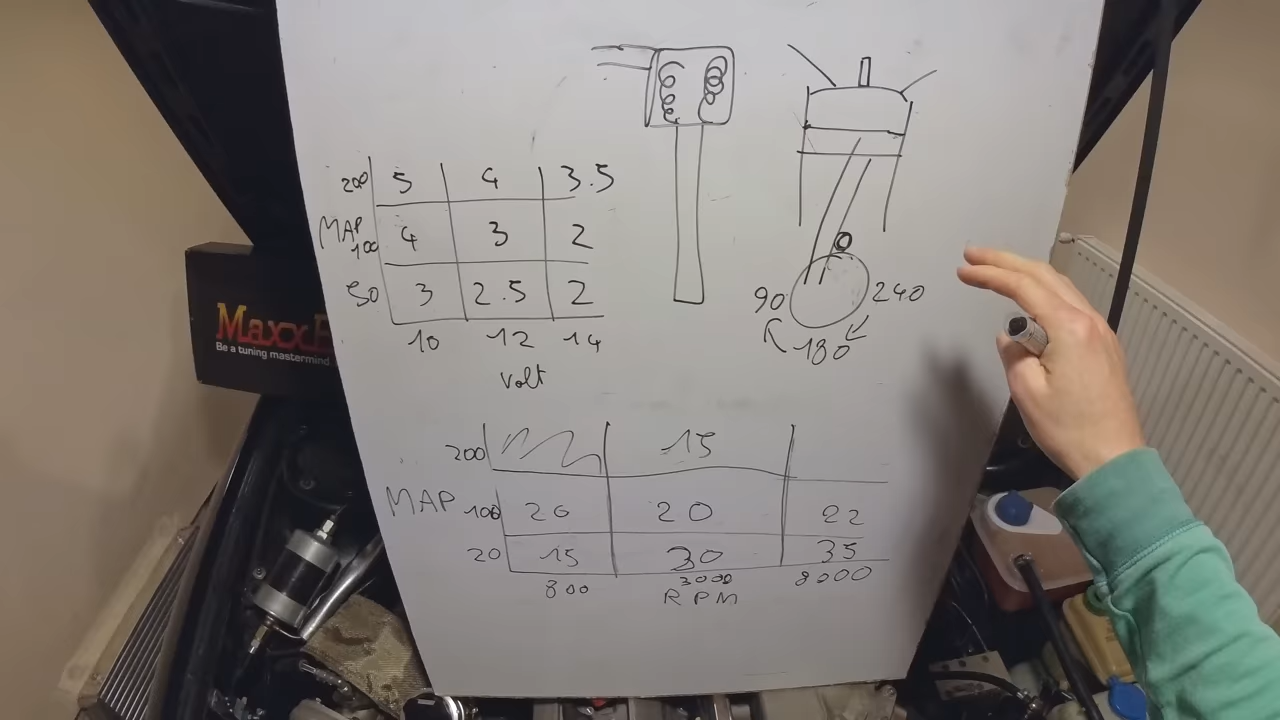 200 5 4 3.5
MAP
100 4 3 2
50 3 2.5 2
10 12 14
Volt
90 240
180
Be a tuning mastermind
200 15
MAP 100 20 20 22
20 15 30 35
800 3000 8000
RPM